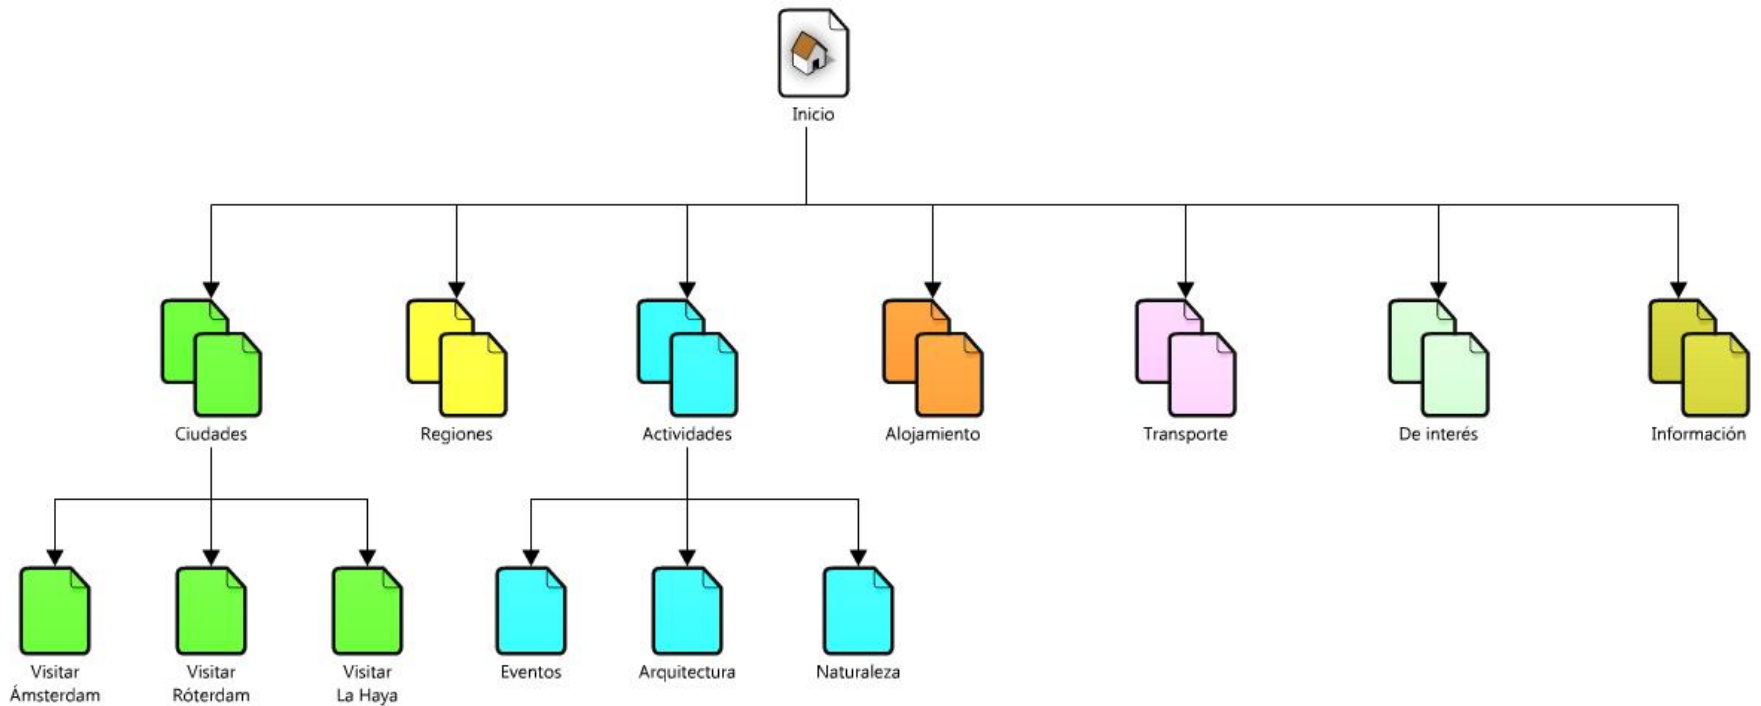 Inicio
Ciudades
Regiones
Actividades
Alojamiento
Transporte
De interés
Información
Visitar
Ámsterdam
Visitar
Róterdam
Visitar
La Haya
Eventos
Arquitectura
Naturaleza